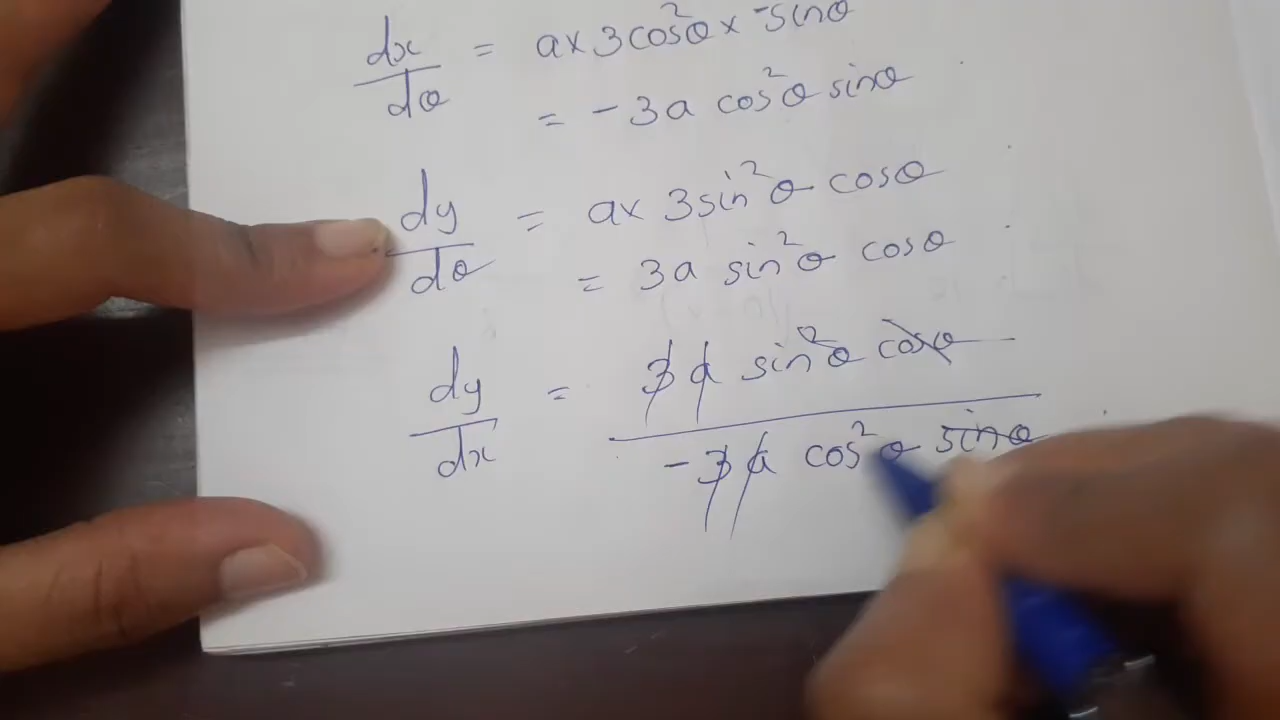 dx/dθ = a× 3cos²θ × -sinθ
= -3a cos²θ sinθ
dy/dθ = a× 3sin²θ cosθ
= 3a sin²θ cosθ
dy/dx = 3a sin²θ cosθ / -3a cos²θ sinθ